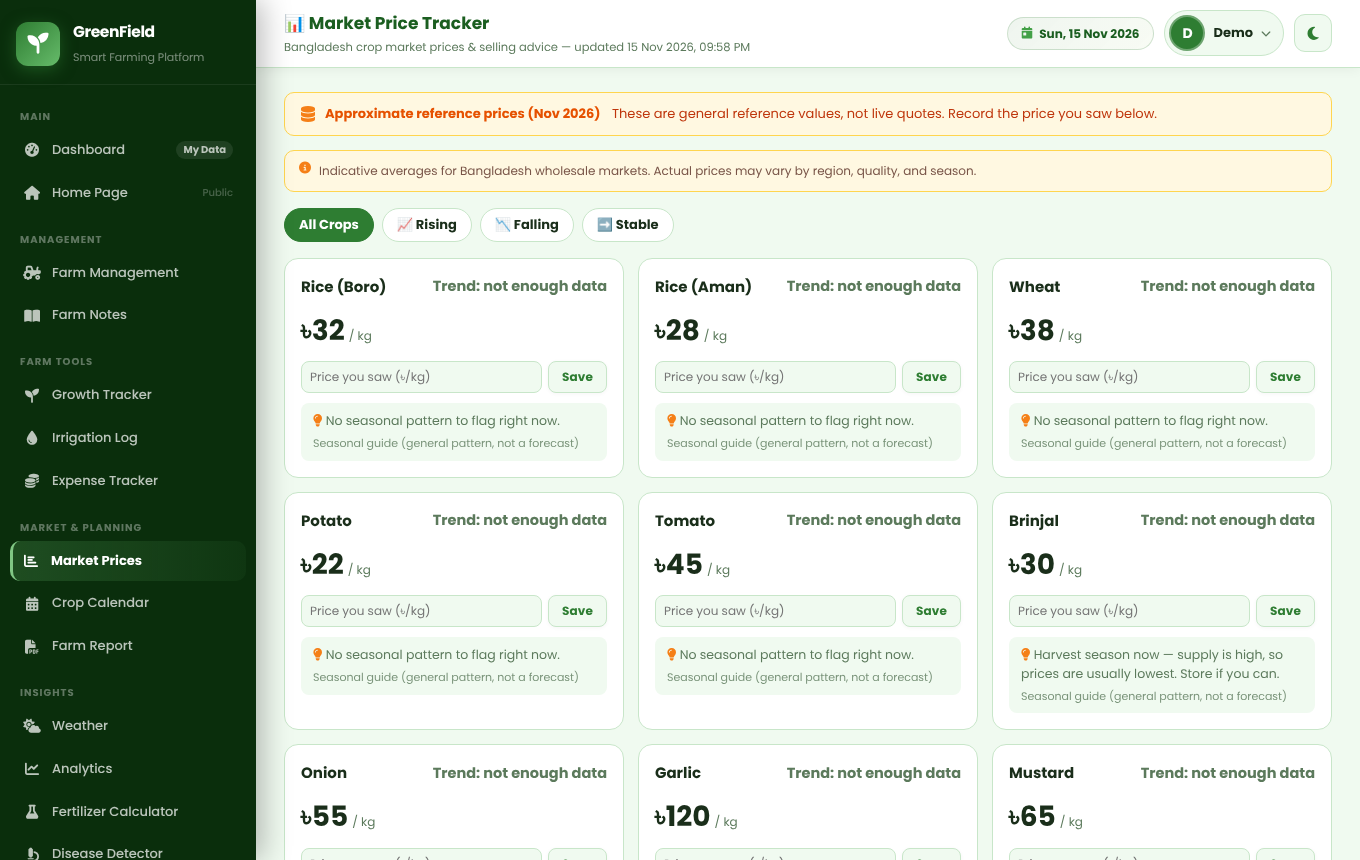 GreenField
Smart Farming Platform
MAIN
Dashboard My Data
Home Page Public
MANAGEMENT
Farm Management
Farm Notes
FARM TOOLS
Growth Tracker
Irrigation Log
Expense Tracker
MARKET & PLANNING
Market Prices
Crop Calendar
Farm Report
INSIGHTS
Weather
Analytics
Fertilizer Calculator
Disease Detector
Market Price Tracker
Bangladesh crop market prices & selling advice — updated 15 Nov 2026, 09:58 PM
Sun, 15 Nov 2026
D Demo
Approximate reference prices (Nov 2026) These are general reference values, not live quotes. Record the price you saw below.
Indicative averages for Bangladesh wholesale markets. Actual prices may vary by region, quality, and season.
All Crops Rising Falling Stable
Rice (Boro) Trend: not enough data
৳32 / kg
Price you saw (৳/kg) Save
No seasonal pattern to flag right now.
Seasonal guide (general pattern, not a forecast)
Rice (Aman) Trend: not enough data
৳28 / kg
Price you saw (৳/kg) Save
No seasonal pattern to flag right now.
Seasonal guide (general pattern, not a forecast)
Wheat Trend: not enough data
৳38 / kg
Price you saw (৳/kg) Save
No seasonal pattern to flag right now.
Seasonal guide (general pattern, not a forecast)
Potato Trend: not enough data
৳22 / kg
Price you saw (৳/kg) Save
No seasonal pattern to flag right now.
Seasonal guide (general pattern, not a forecast)
Tomato Trend: not enough data
৳45 / kg
Price you saw (৳/kg) Save
No seasonal pattern to flag right now.
Seasonal guide (general pattern, not a forecast)
Brinjal Trend: not enough data
৳30 / kg
Price you saw (৳/kg) Save
Harvest season now — supply is high, so
prices are usually lowest. Store if you can.
Seasonal guide (general pattern, not a forecast)
Onion Trend: not enough data
৳55 / kg
Garlic Trend: not enough data
৳120 / kg
Mustard Trend: not enough data
৳65 / kg